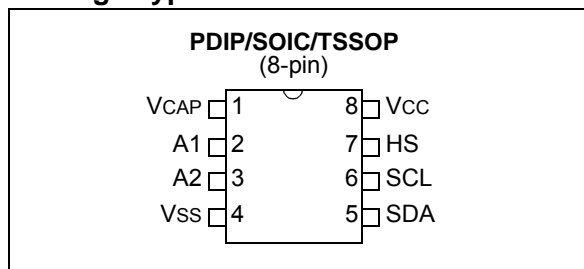 PDIP/SOIC/TSSOP
(8-pin)
VCAP 1 8 VCC
A1 2 7 HS
A2 3 6 SCL
VSS 4 5 SDA